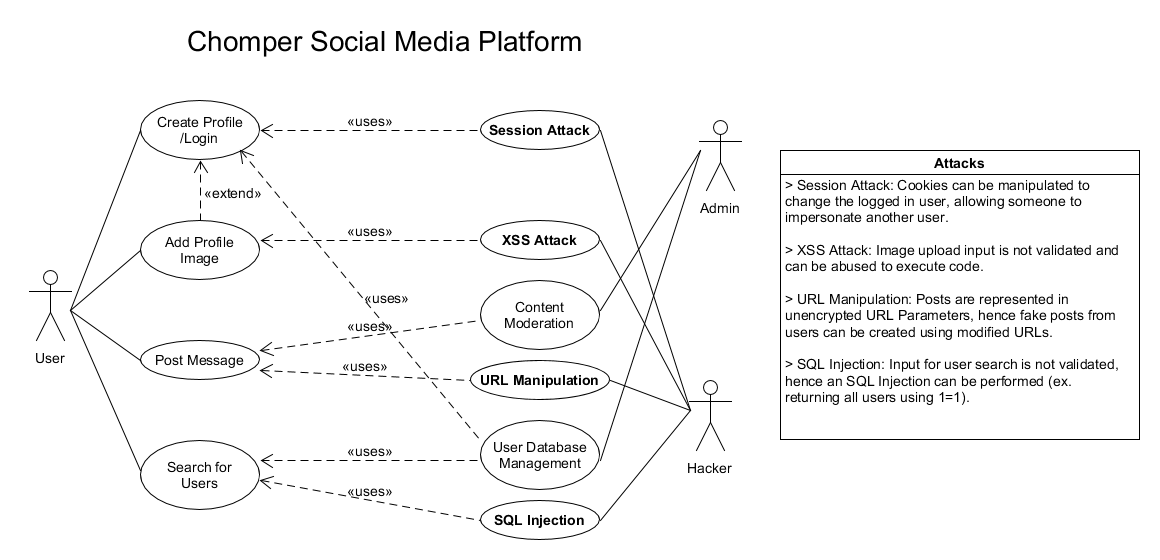 Chomper Social Media Platform
Create Profile
/Login
«uses»
Session Attack
«extend»
Admin
Add Profile
Image
«uses»
XSS Attack
User
«uses»
Content
Moderation
«uses»
Post Message
«uses»
URL Manipulation
Hacker
Search for
Users
«uses»
User Database
Management
«uses»
SQL Injection
Attacks
> Session Attack: Cookies can be manipulated to
change the logged in user, allowing someone to
impersonate another user.
> XSS Attack: Image upload input is not validated and
can be abused to execute code.
> URL Manipulation: Posts are represented in
unencrypted URL Parameters, hence fake posts from
users can be created using modified URLs.
> SQL Injection: Input for user search is not validated,
hence an SQL Injection can be performed (ex.
returning all users using 1=1).